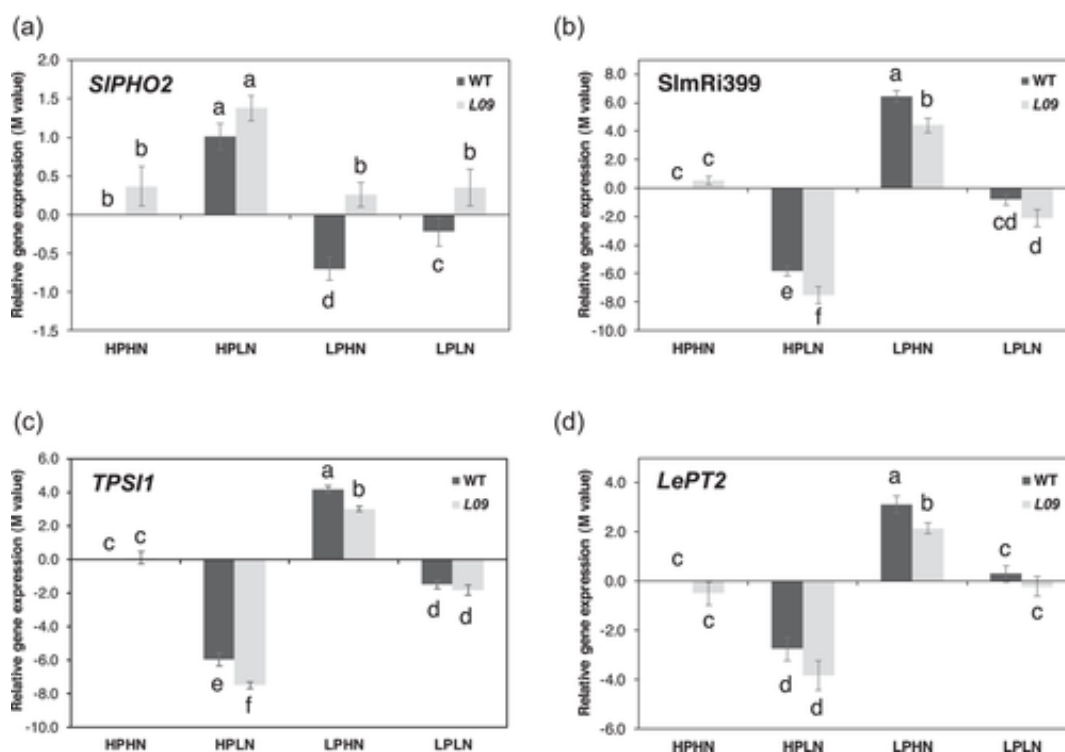 (a)
SlPHO2
WT
L09
Relative gene expression (M value)
2.0
1.5
1.0
0.5
0.0
-0.5
-1.0
-1.5
b
b
a
a
d
b
c
b
HPHN HPLN LPHN LPLN
(b)
SlmRi399
WT
L09
Relative gene expression (M value)
8.0
6.0
4.0
2.0
0.0
-2.0
-4.0
-6.0
-8.0
-10.0
c
c
e
f
a
b
cd
d
HPHN HPLN LPHN LPLN
(c)
TPSI1
WT
L09
Relative gene expression (M value)
6.0
4.0
2.0
0.0
-2.0
-4.0
-6.0
-8.0
-10.0
c
c
e
f
a
b
d
d
HPHN HPLN LPHN LPLN
(d)
LePT2
WT
L09
Relative gene expression (M value)
4.0
2.0
0.0
-2.0
-4.0
-6.0
c
c
d
d
a
b
c
c
HPHN HPLN LPHN LPLN